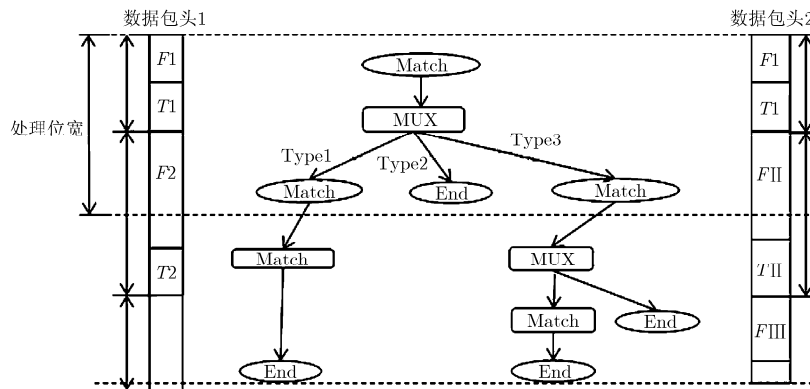 数据包头1
数据包头2
F1
Match
F1
T1
MUX
T1
处理位宽
Type1
Type2
Type3
F2
Match
End
Match
FⅡ
Match
MUX
T2
TⅡ
Match
End
FⅢ
End
End